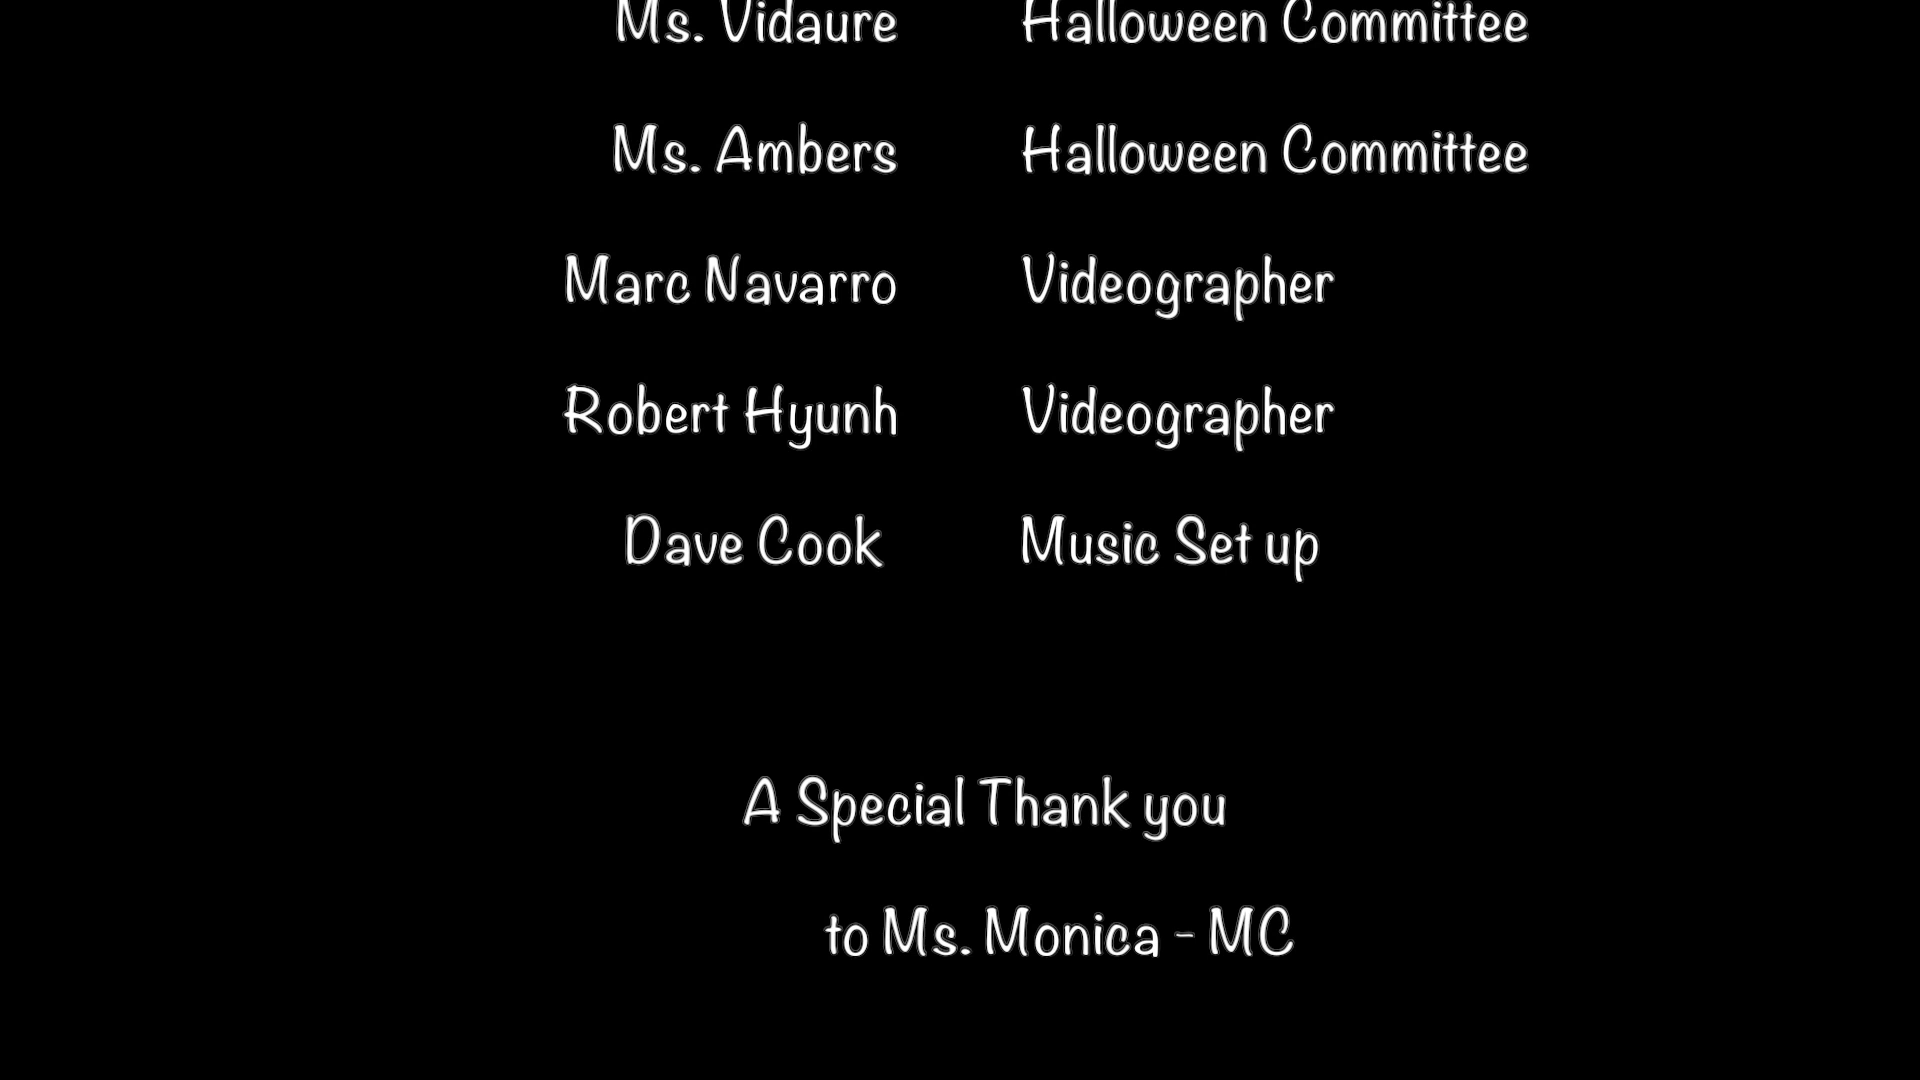 Ms. Vidaure Halloween Committee
Ms. Ambers Halloween Committee
Marc Navarro Videographer
Robert Hyunh Videographer
Dave Cook Music Set up
A Special Thank you
to Ms. Monica - MC